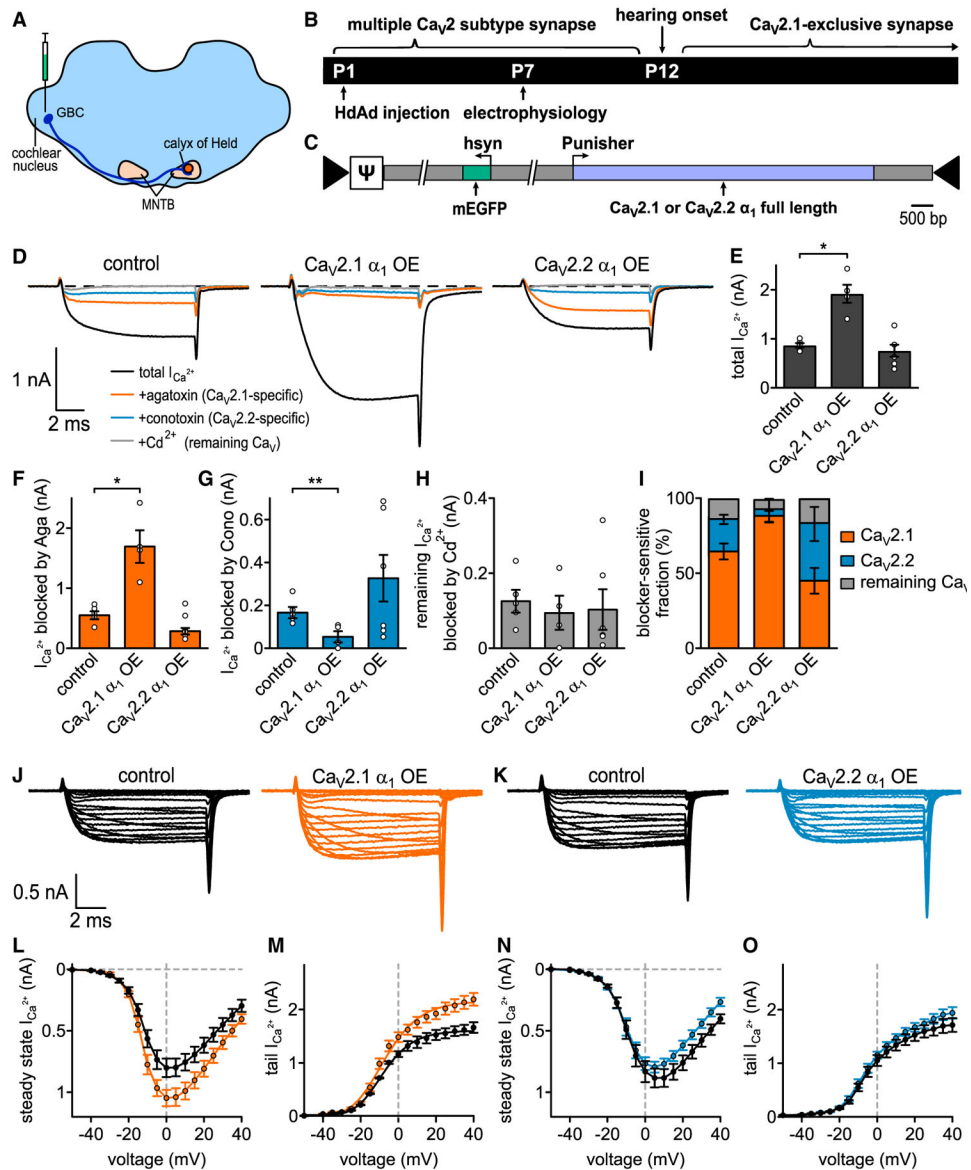 A
GBC
cochlear
nucleus
calyx of Held
MNTB
B
multiple CaV2 subtype synapse
hearing onset
CaV2.1-exclusive synapse
P1
P7
P12
HdAd injection
electrophysiology
C
hsyn
Punisher
Ψ
mEGFP
CaV2.1 or CaV2.2 α1 full length
500 bp
D
control
CaV2.1 α1 OE
CaV2.2 α1 OE
1 nA
2 ms
total ICa2+
+agatoxin (CaV2.1-specific)
+conotoxin (CaV2.2-specific)
+Cd2+ (remaining CaV)
E
*
total ICa2+ (nA)
2
1
0
control
CaV2.1 α1 OE
CaV2.2 α1 OE
F
*
ICa2+ blocked by Aga (nA)
2
1
0
control
CaV2.1 α1 OE
CaV2.2 α1 OE
G
**
ICa2+ blocked by Cono (nA)
0.6
0.4
0.2
0
control
CaV2.1 α1 OE
CaV2.2 α1 OE
H
remaining ICa2+
blocked by Cd2+ (nA)
0.4
0.2
0
control
CaV2.1 α1 OE
CaV2.2 α1 OE
I
blocker-sensitive
fraction (%)
100
50
0
control
CaV2.1 α1 OE
CaV2.2 α1 OE
CaV2.1
CaV2.2
remaining CaV
J
control
CaV2.1 α1 OE
0.5 nA
2 ms
K
control
CaV2.2 α1 OE
L
steady state ICa2+ (nA)
0
0.5
1
-40 -20 0 20 40
voltage (mV)
M
tail ICa2+ (nA)
2
1
0
-40 -20 0 20 40
voltage (mV)
N
steady state ICa2+ (nA)
0
0.5
1
-40 -20 0 20 40
voltage (mV)
O
tail ICa2+ (nA)
2
1
0
-40 -20 0 20 40
voltage (mV)